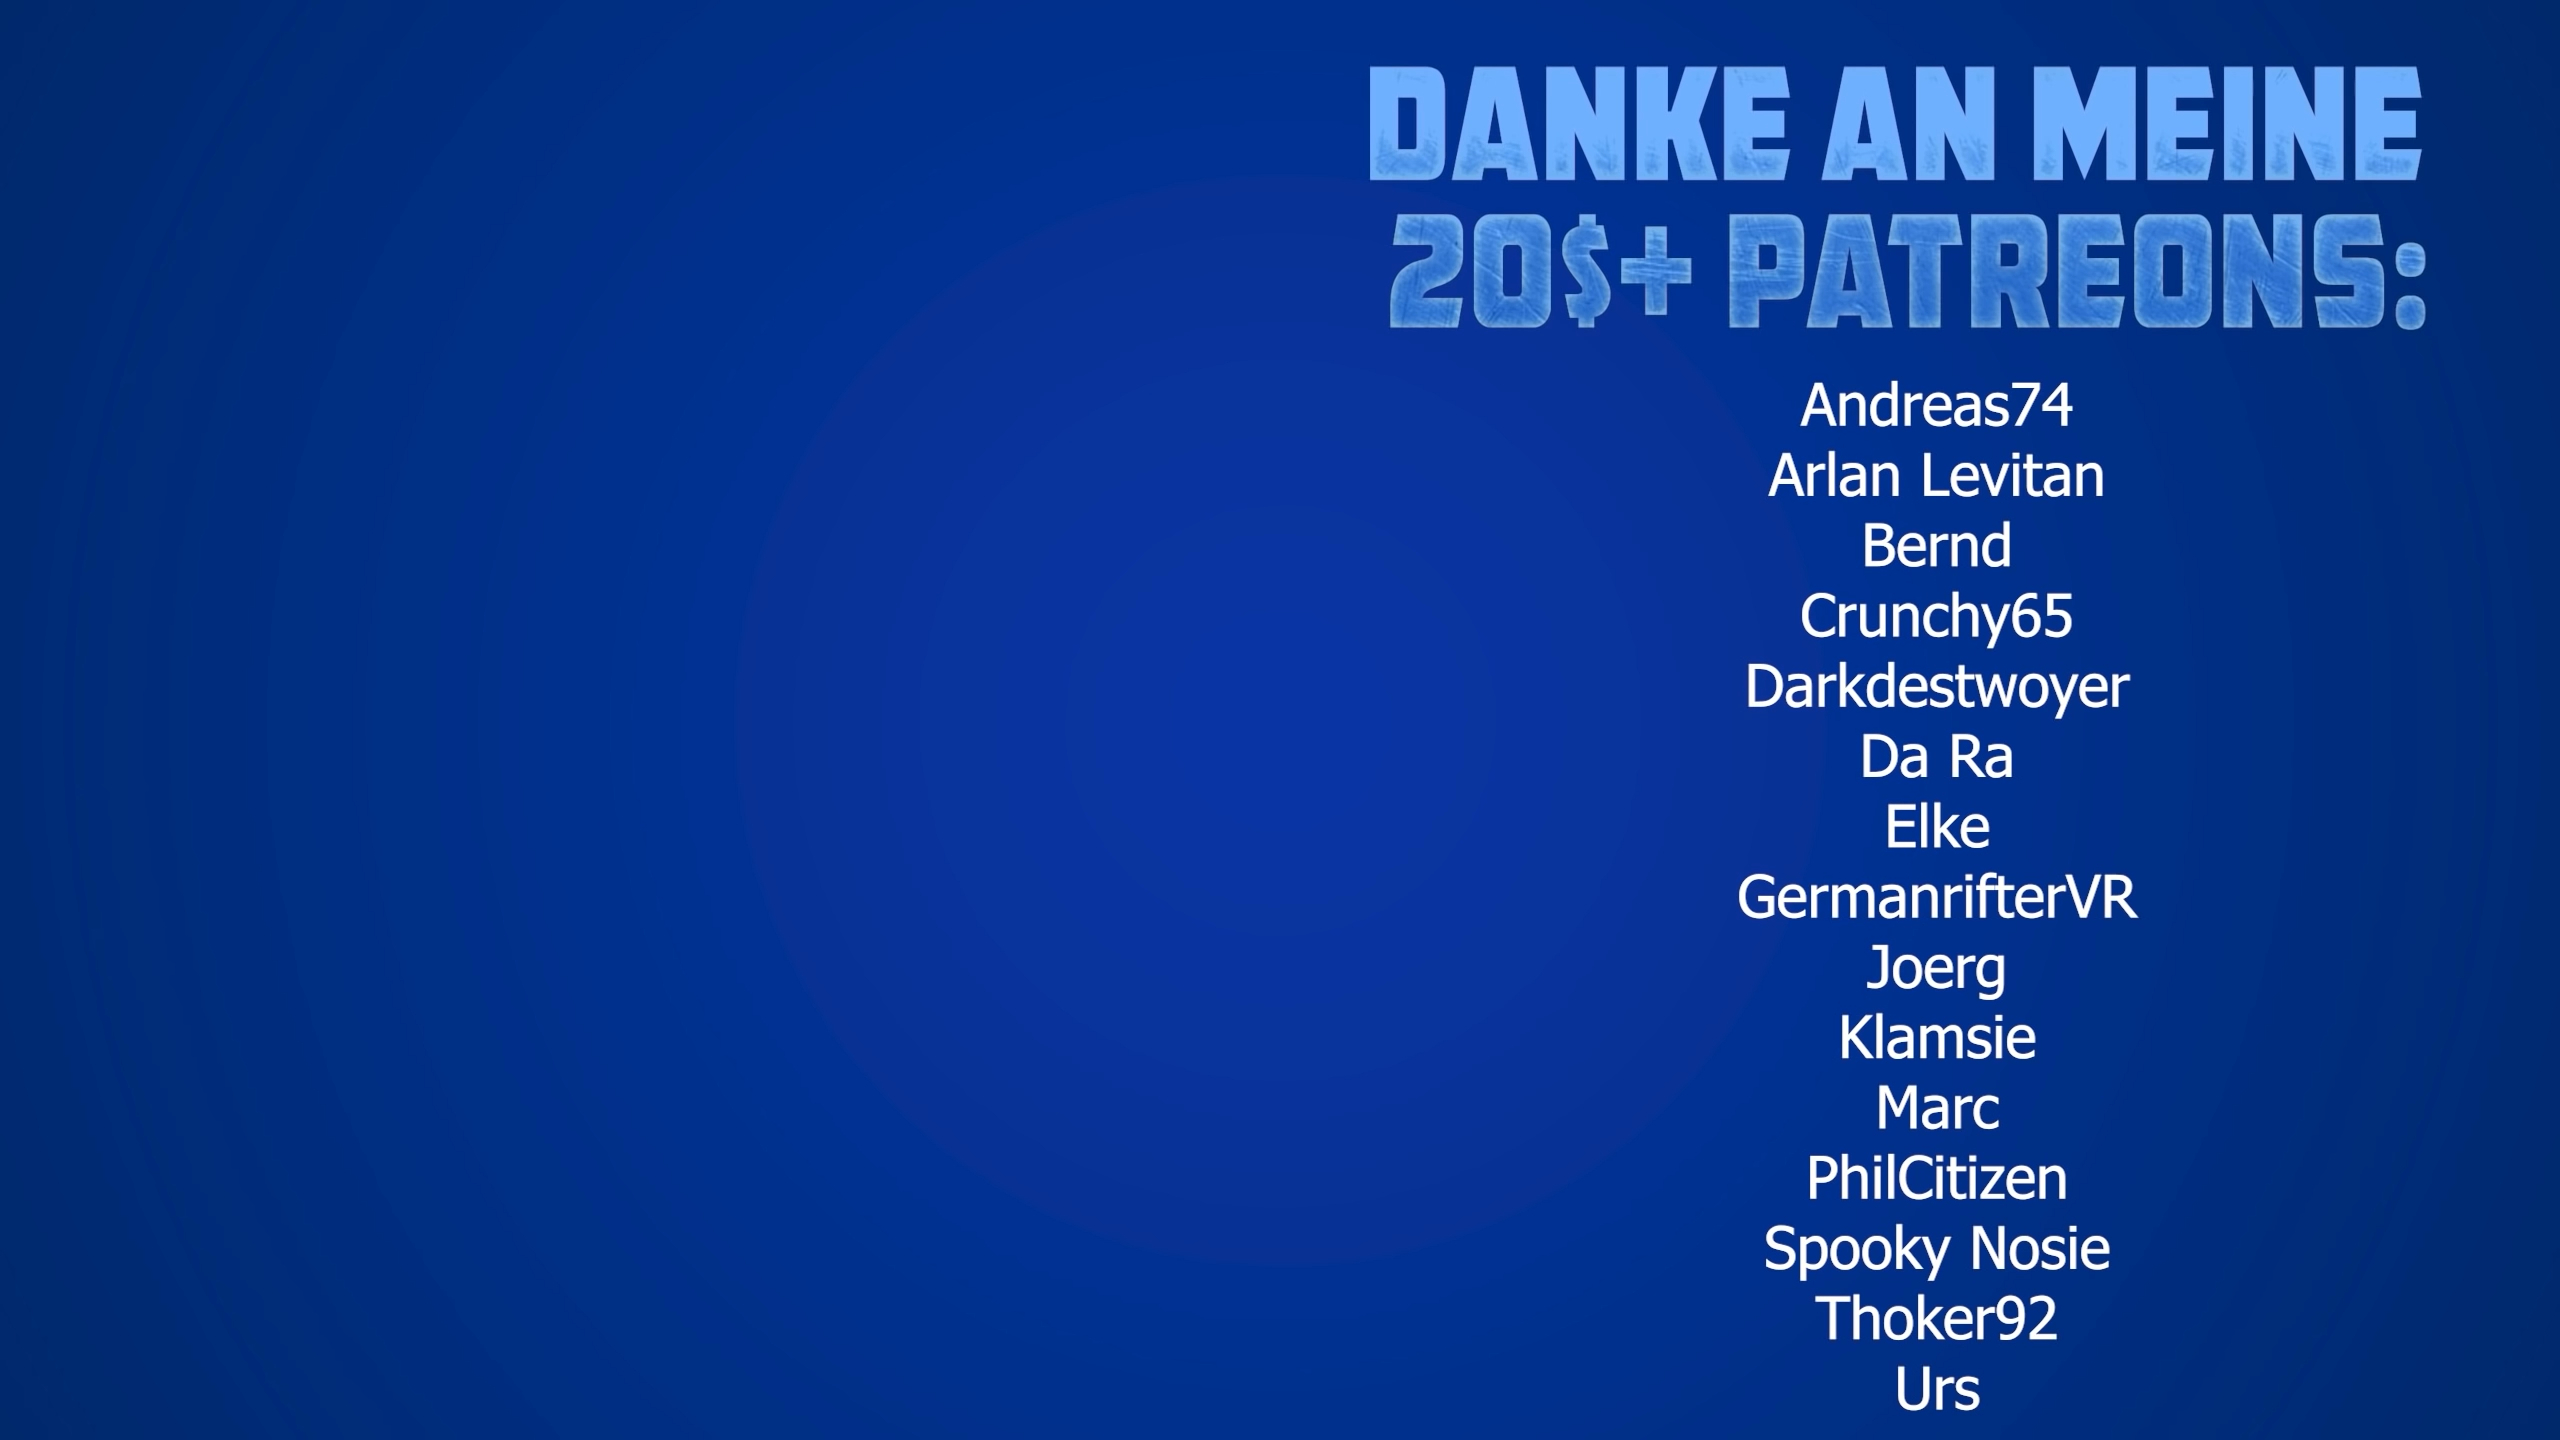 DANKE AN MEINE
20$+ PATREONS:
Andreas74
Arlan Levitan
Bernd
Crunchy65
Darkdestwoyer
Da Ra
Elke
GermanrifterVR
Joerg
Klamsie
Marc
PhilCitizen
Spooky Nosie
Thoker92
Urs